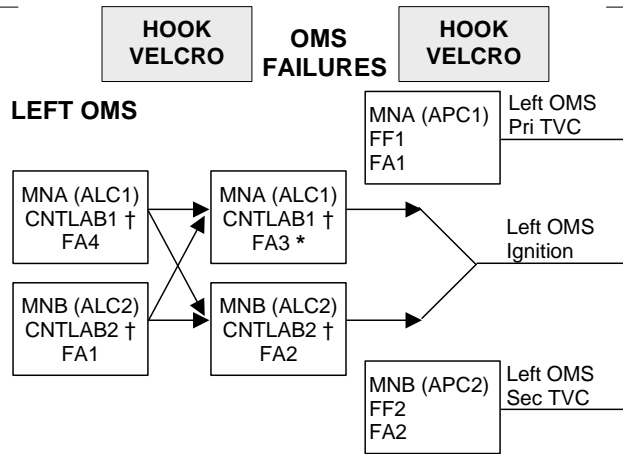 HOOK
VELCRO
OMS
FAILURES
HOOK
VELCRO
LEFT OMS
MNA (APC1)
FF1
FA1
Left OMS
Pri TVC
MNA (ALC1)
CNTLAB1 †
FA4
MNA (ALC1)
CNTLAB1 †
FA3 *
Left OMS
Ignition
MNB (ALC2)
CNTLAB2 †
FA1
MNB (ALC2)
CNTLAB2 †
FA2
MNB (APC2)
FF2
FA2
Left OMS
Sec TVC